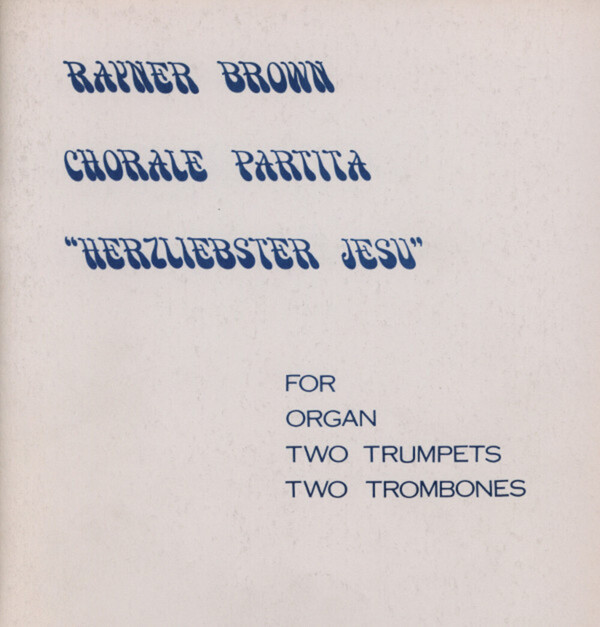 RAYNER BROWN
CHORALE PARTITA
“HERZLIEBSTER JESU”
FOR
ORGAN
TWO TRUMPETS
TWO TROMBONES